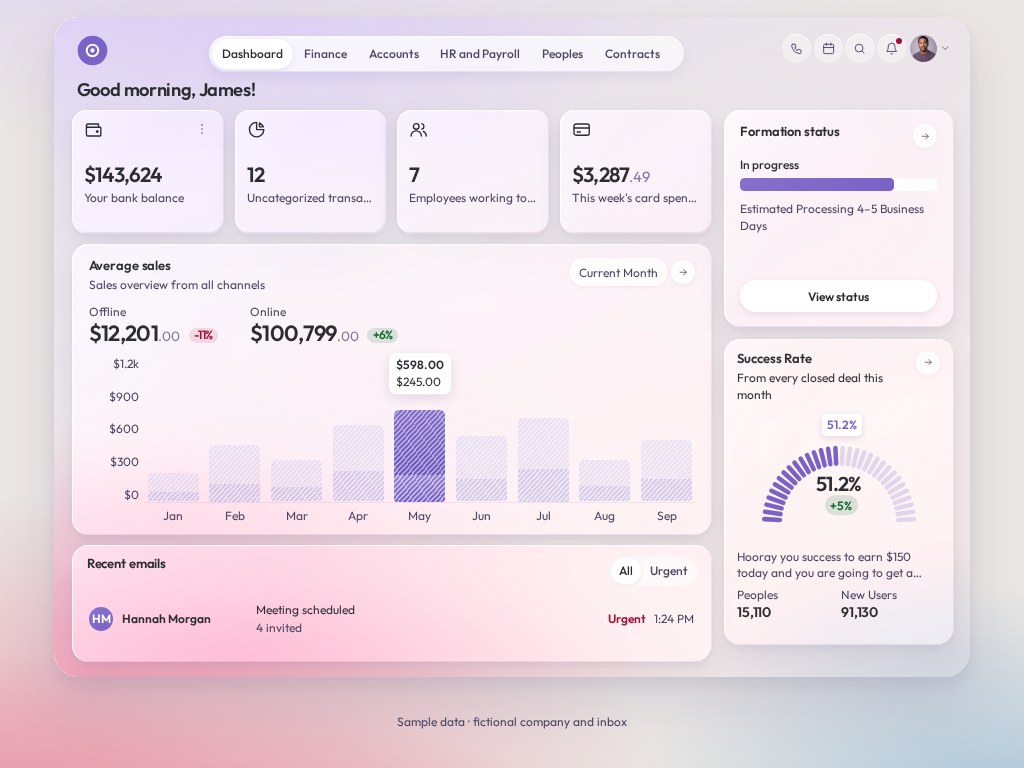 Dashboard
Finance
Accounts
HR and Payroll
Peoples
Contracts
Good morning, James!
$143,624
Your bank balance
12
Uncategorized transa...
7
Employees working to...
$3,287.49
This week's card spen...
Formation status
In progress
Estimated Processing 4–5 Business
Days
View status
Average sales
Sales overview from all channels
Current Month
Offline
$12,201.00 -11%
Online
$100,799.00 +6%
$1.2k
$900
$600
$300
$0
$598.00
$245.00
Jan
Feb
Mar
Apr
May
Jun
Jul
Aug
Sep
Success Rate
From every closed deal this
month
51.2%
51.2%
+5%
Hooray you success to earn $150
today and you are going to get a...
Peoples
15,110
New Users
91,130
Recent emails
All
Urgent
HM
Hannah Morgan
Meeting scheduled
4 invited
Urgent 1:24 PM
Sample data · fictional company and inbox